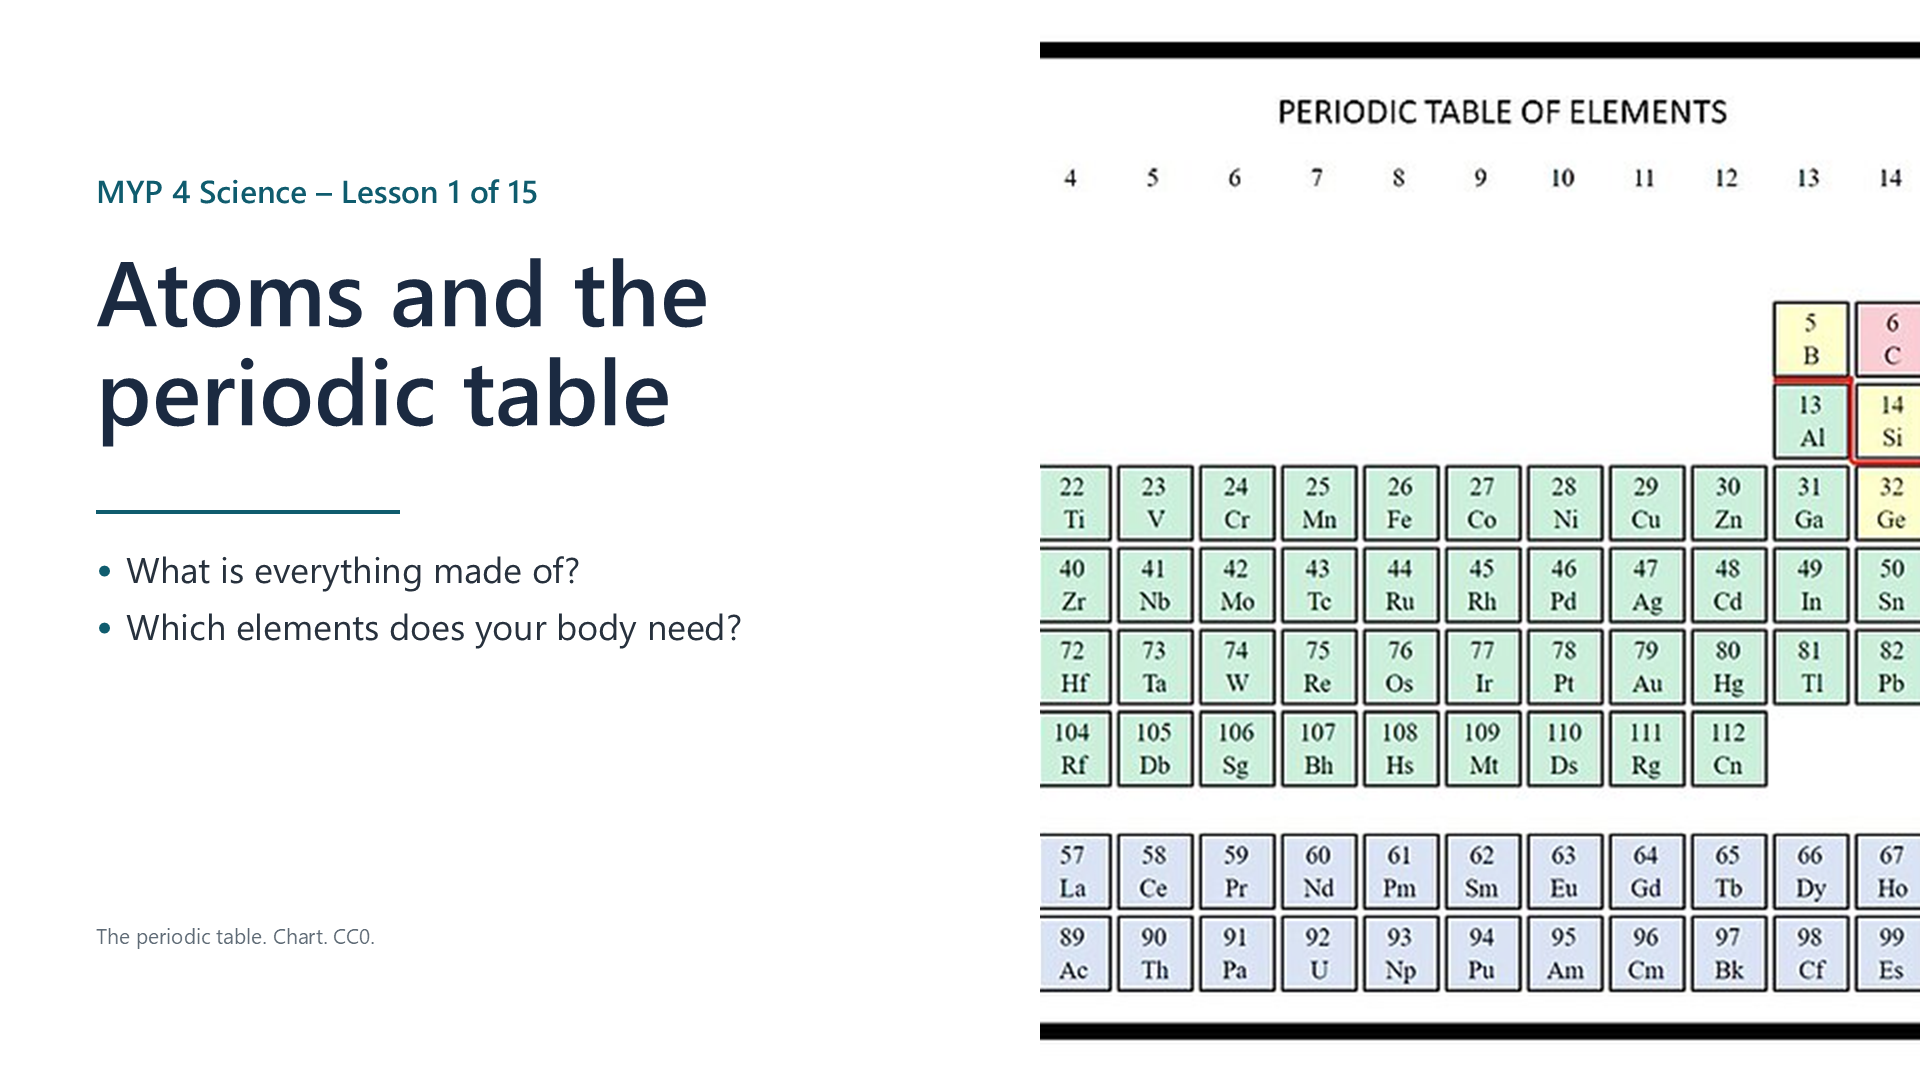 MYP 4 Science – Lesson 1 of 15
Atoms and the
periodic table
• What is everything made of?
• Which elements does your body need?
The periodic table. Chart. CC0.
PERIODIC TABLE OF ELEMENTS
4 5 6 7 8 9 10 11 12 13 14
5 6
B C
13 14
Al Si
22 23 24 25 26 27 28 29 30 31 32
Ti V Cr Mn Fe Co Ni Cu Zn Ga Ge
40 41 42 43 44 45 46 47 48 49 50
Zr Nb Mo Tc Ru Rh Pd Ag Cd In Sn
72 73 74 75 76 77 78 79 80 81 82
Hf Ta W Re Os Ir Pt Au Hg Tl Pb
104 105 106 107 108 109 110 111 112
Rf Db Sg Bh Hs Mt Ds Rg Cn
57 58 59 60 61 62 63 64 65 66 67
La Ce Pr Nd Pm Sm Eu Gd Tb Dy Ho
89 90 91 92 93 94 95 96 97 98 99
Ac Th Pa U Np Pu Am Cm Bk Cf Es